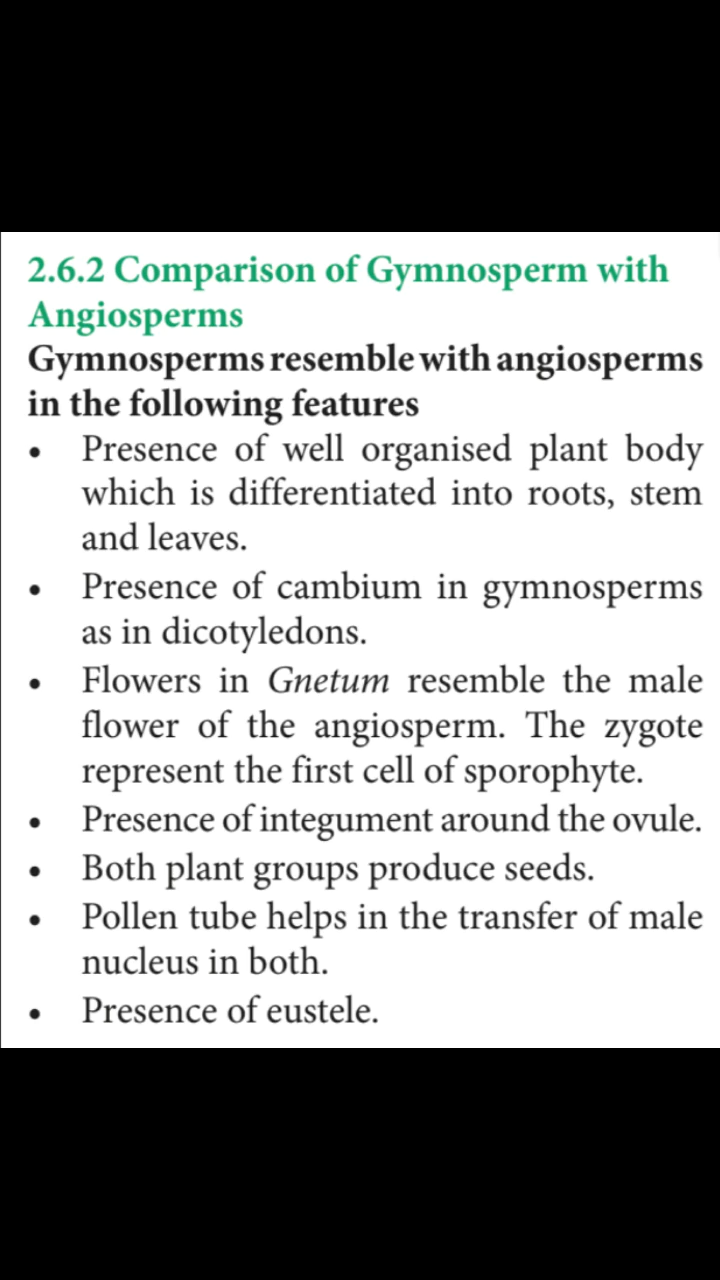 2.6.2 Comparison of Gymnosperm with
Angiosperms
Gymnosperms resemble with angiosperms
in the following features
• Presence of well organised plant body
which is differentiated into roots, stem
and leaves.
• Presence of cambium in gymnosperms
as in dicotyledons.
• Flowers in Gnetum resemble the male
flower of the angiosperm. The zygote
represent the first cell of sporophyte.
• Presence of integument around the ovule.
• Both plant groups produce seeds.
• Pollen tube helps in the transfer of male
nucleus in both.
• Presence of eustele.